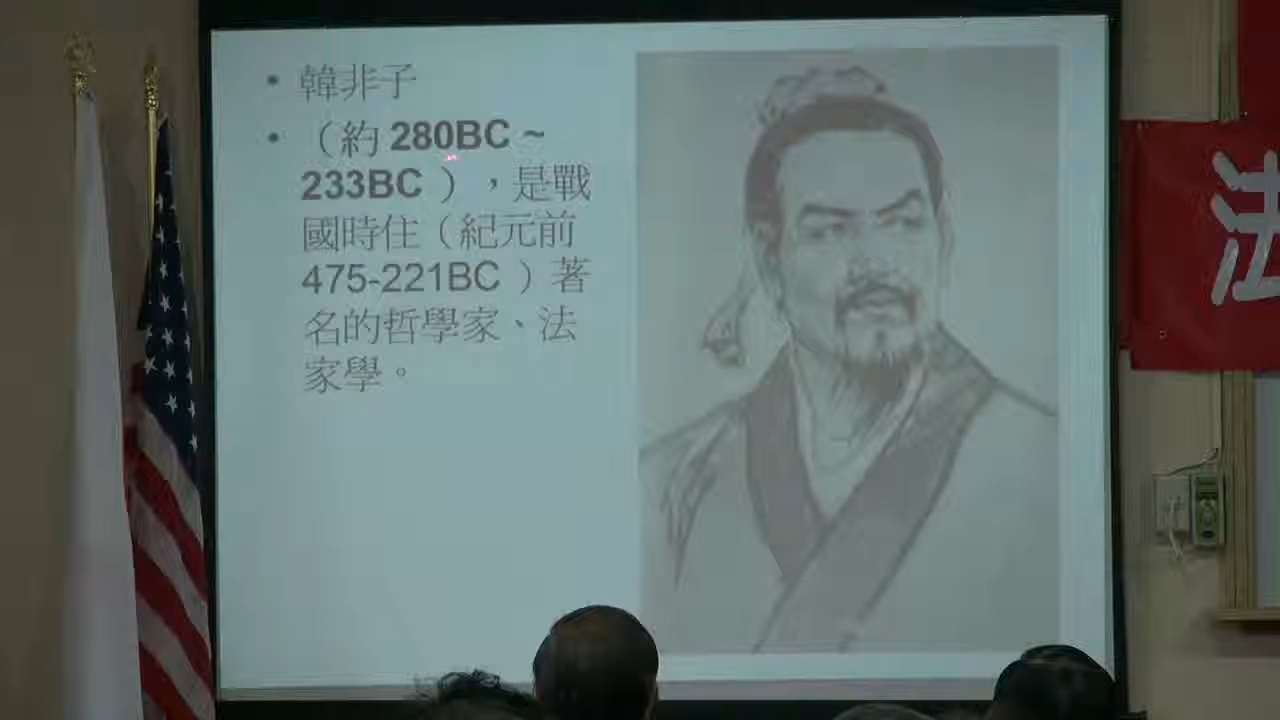 • 韓非子
• （約 280BC ~
233BC ），是戰
國時住（紀元前
475-221BC ）著
名的哲學家、法
家學。
法